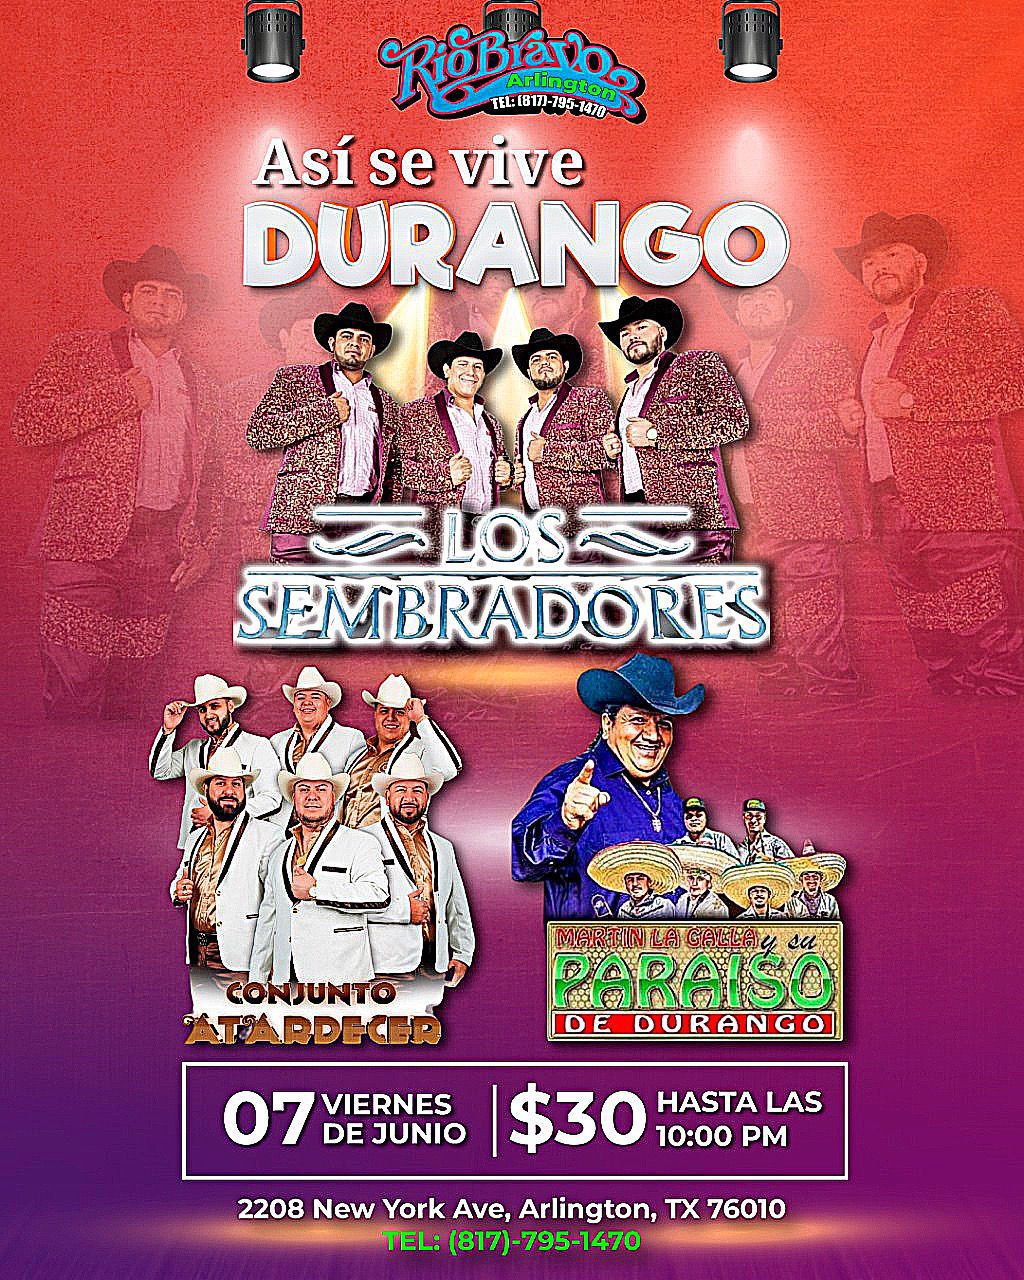 Rio Bravo
Arlington
TEL: (817)-795-1470
Así se vive
DURANGO
LOS
SEMBRADORES
CONJUNTO
ATARDECER
MARTIN LA GALLA y su
PARAISO
DE DURANGO
07 VIERNES
DE JUNIO
$30 HASTA LAS
10:00 PM
2208 New York Ave, Arlington, TX 76010
TEL: (817)-795-1470